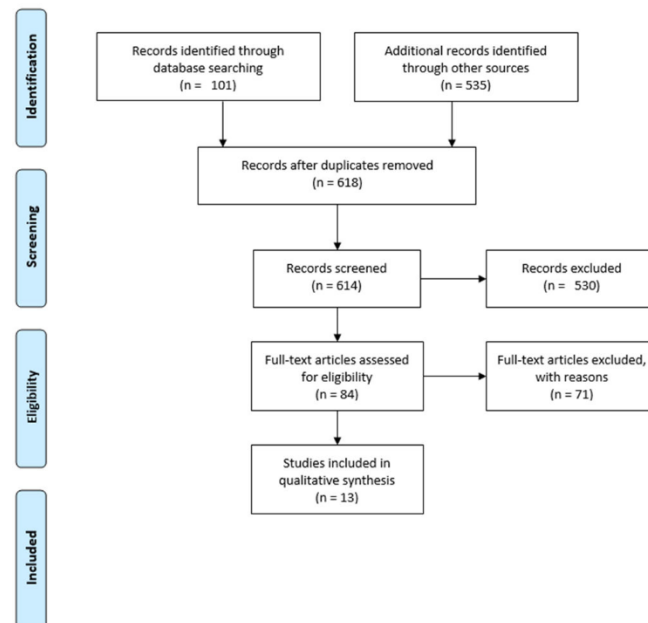 Identification
Records identified through
database searching
(n = 101)
Additional records identified
through other sources
(n = 535)
Records after duplicates removed
(n = 618)
Screening
Records screened
(n = 614)
Records excluded
(n = 530)
Eligibility
Full-text articles assessed
for eligibility
(n = 84)
Full-text articles excluded,
with reasons
(n = 71)
Studies included in
qualitative synthesis
(n = 13)
Included